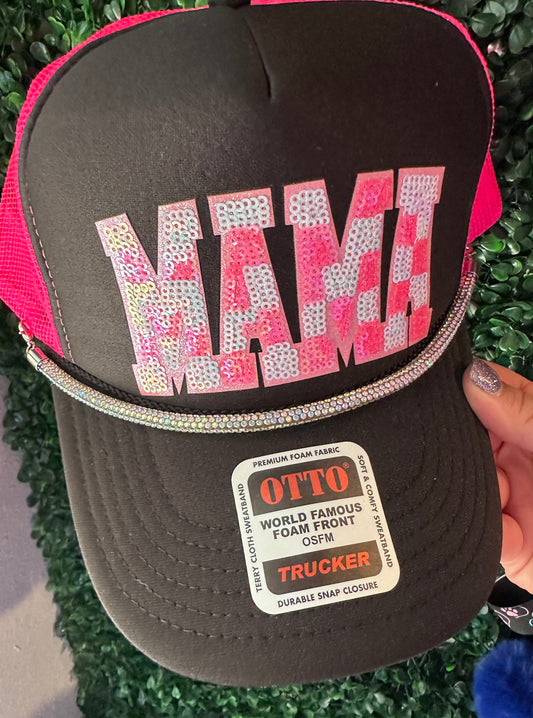 MAMA
PREMIUM FOAM FABRIC
SOFT & COMFY SWEATBAND
TERRY CLOTH SWEATBAND
OTTO®
WORLD FAMOUS
FOAM FRONT
OSFM
TRUCKER
DURABLE SNAP CLOSURE